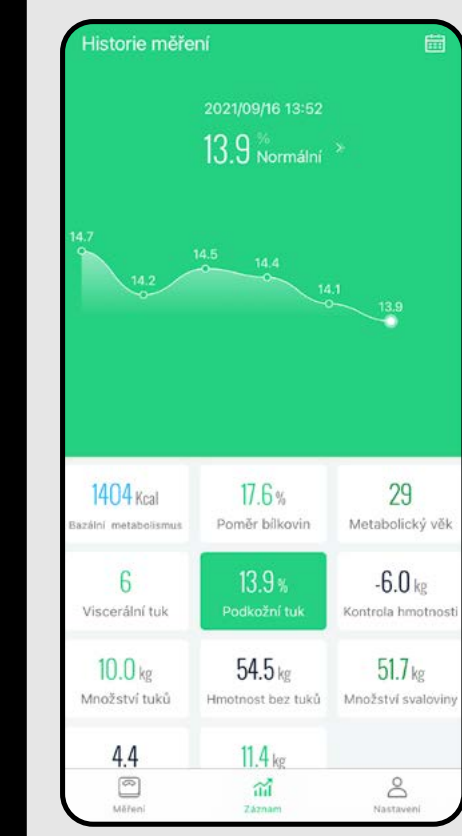 Historie měření
2021/09/16 13:52
13.9 % Normální
14.7
14.2
14.5
14.4
14.1
13.9
1404 Kcal
Bazální metabolismus
17.6 %
Poměr bílkovin
29
Metabolický věk
6
Viscerální tuk
13.9 %
Podkožní tuk
-6.0 kg
Kontrola hmotnosti
10.0 kg
Množství tuků
54.5 kg
Hmotnost bez tuků
51.7 kg
Množství svaloviny
4.4
11.4 kg
Měření
Záznam
Nastavení